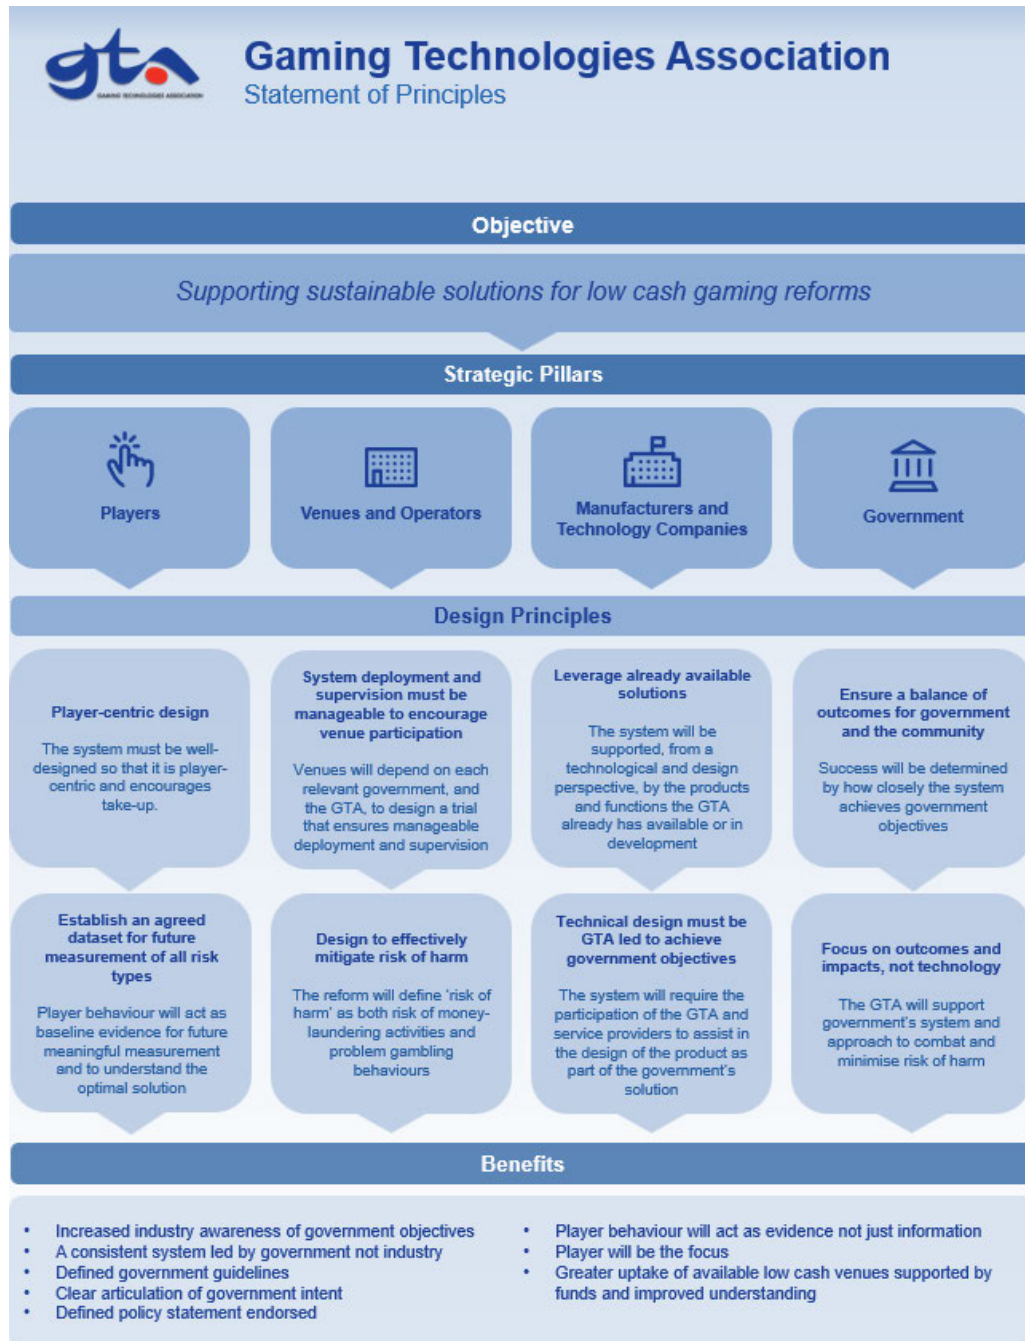 gta
GAMING TECHNOLOGIES ASSOCIATION
Gaming Technologies Association
Statement of Principles
Objective
Supporting sustainable solutions for low cash gaming reforms
Strategic Pillars
Players
Venues and Operators
Manufacturers and
Technology Companies
Government
Design Principles
Player-centric design
The system must be well-
designed so that it is player-
centric and encourages
take-up.
System deployment and
supervision must be
manageable to encourage
venue participation
Venues will depend on each
relevant government, and
the GTA, to design a trial
that ensures manageable
deployment and supervision
Leverage already available
solutions
The system will be
supported, from a
technological and design
perspective, by the products
and functions the GTA
already has available or in
development
Ensure a balance of
outcomes for government
and the community
Success will be determined
by how closely the system
achieves government
objectives
Establish an agreed
dataset for future
measurement of all risk
types
Player behaviour will act as
baseline evidence for future
meaningful measurement
and to understand the
optimal solution
Design to effectively
mitigate risk of harm
The reform will define ‘risk of
harm’ as both risk of money-
laundering activities and
problem gambling
behaviours
Technical design must be
GTA led to achieve
government objectives
The system will require the
participation of the GTA and
service providers to assist in
the design of the product as
part of the government’s
solution
Focus on outcomes and
impacts, not technology
The GTA will support
government’s system and
approach to combat and
minimise risk of harm
Benefits
• Increased industry awareness of government objectives
• A consistent system led by government not industry
• Defined government guidelines
• Clear articulation of government intent
• Defined policy statement endorsed
• Player behaviour will act as evidence not just information
• Player will be the focus
• Greater uptake of available low cash venues supported by
funds and improved understanding